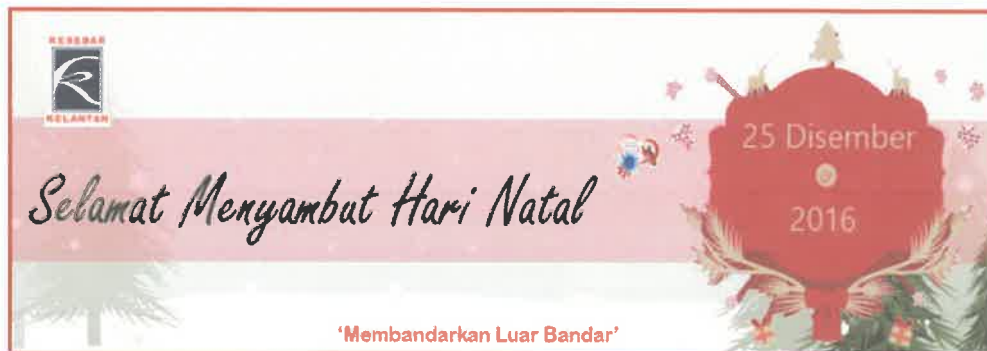 KESEDAR
KELANTAN
Selamat Menyambut Hari Natal
25 Disember
2016
'Membandarkan Luar Bandar'